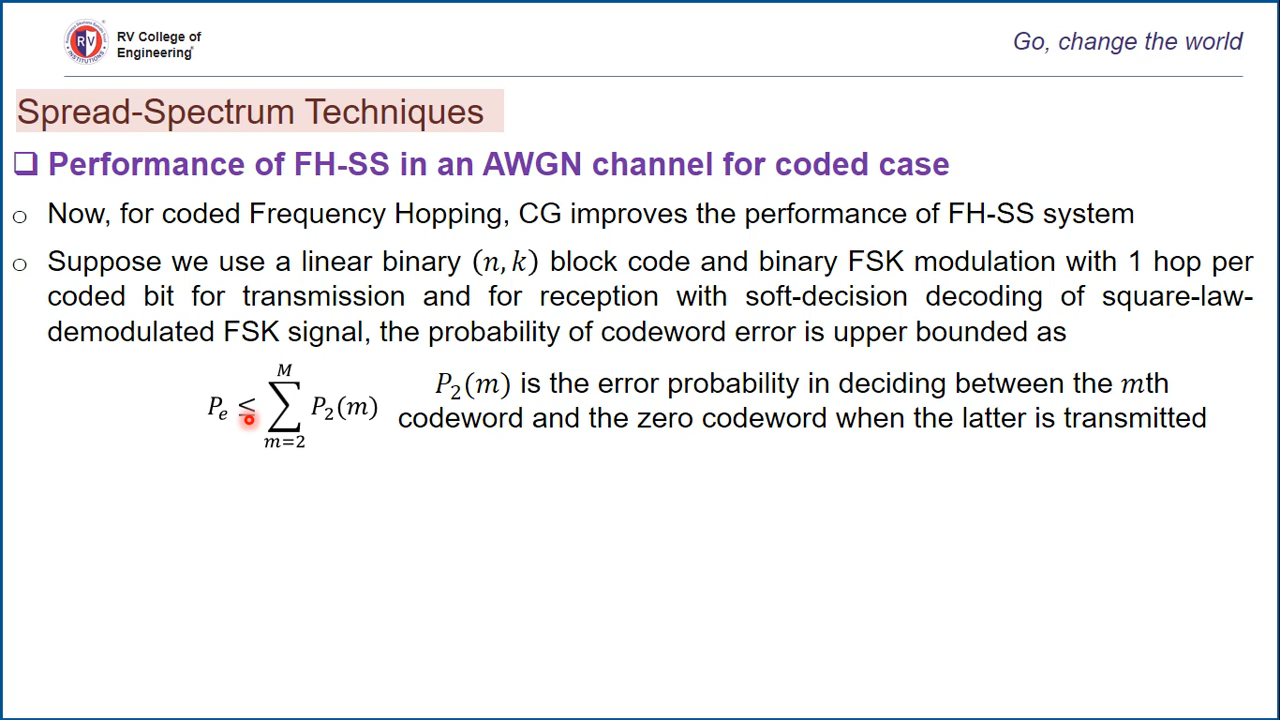 RV College of
Engineering
Go, change the world
Spread-Spectrum Techniques
❑ Performance of FH-SS in an AWGN channel for coded case
o Now, for coded Frequency Hopping, CG improves the performance of FH-SS system
o Suppose we use a linear binary (𝑛, 𝑘) block code and binary FSK modulation with 1 hop per
coded bit for transmission and for reception with soft-decision decoding of square-law-
demodulated FSK signal, the probability of codeword error is upper bounded as
𝑃ₑ ≤ ∑_{𝑚=2}^{𝑀} 𝑃₂(𝑚)
𝑃₂(𝑚) is the error probability in deciding between the 𝑚th
codeword and the zero codeword when the latter is transmitted